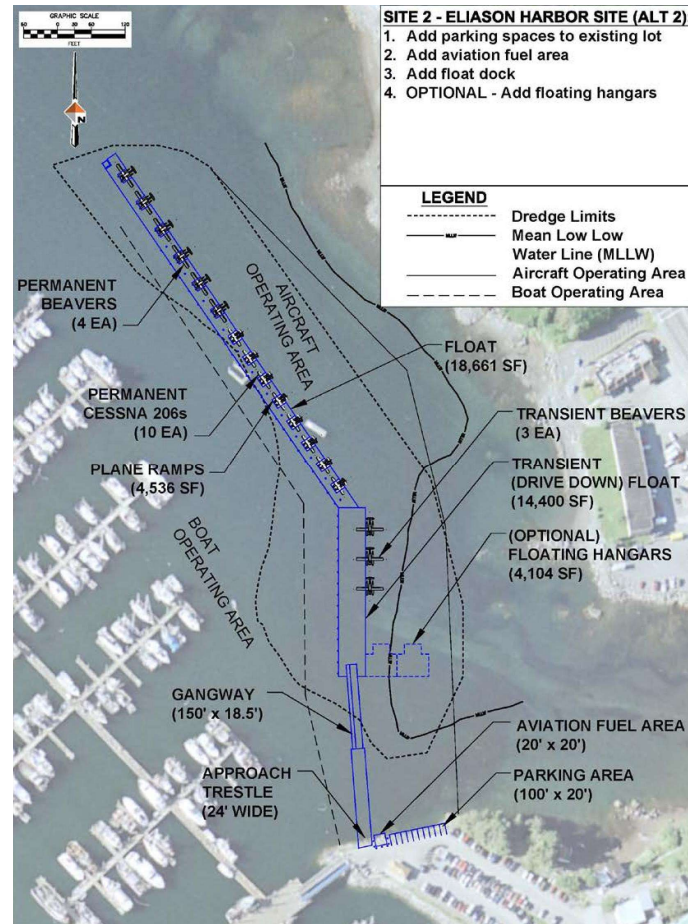 GRAPHIC SCALE
60 0 60 120
FEET
N
SITE 2 - ELIASON HARBOR SITE (ALT 2)
1. Add parking spaces to existing lot
2. Add aviation fuel area
3. Add float dock
4. OPTIONAL - Add floating hangars
LEGEND
Dredge Limits
MLLW
Mean Low Low
Water Line (MLLW)
Aircraft Operating Area
Boat Operating Area
PERMANENT
BEAVERS
(4 EA)
AIRCRAFT
OPERATING AREA
FLOAT
(18,661 SF)
PERMANENT
CESSNA 206s
(10 EA)
TRANSIENT BEAVERS
(3 EA)
PLANE RAMPS
(4,536 SF)
TRANSIENT
(DRIVE DOWN) FLOAT
(14,400 SF)
BOAT
OPERATING AREA
(OPTIONAL)
FLOATING HANGARS
(4,104 SF)
GANGWAY
(150' x 18.5')
AVIATION FUEL AREA
(20' x 20')
APPROACH
TRESTLE
(24' WIDE)
PARKING AREA
(100' x 20')